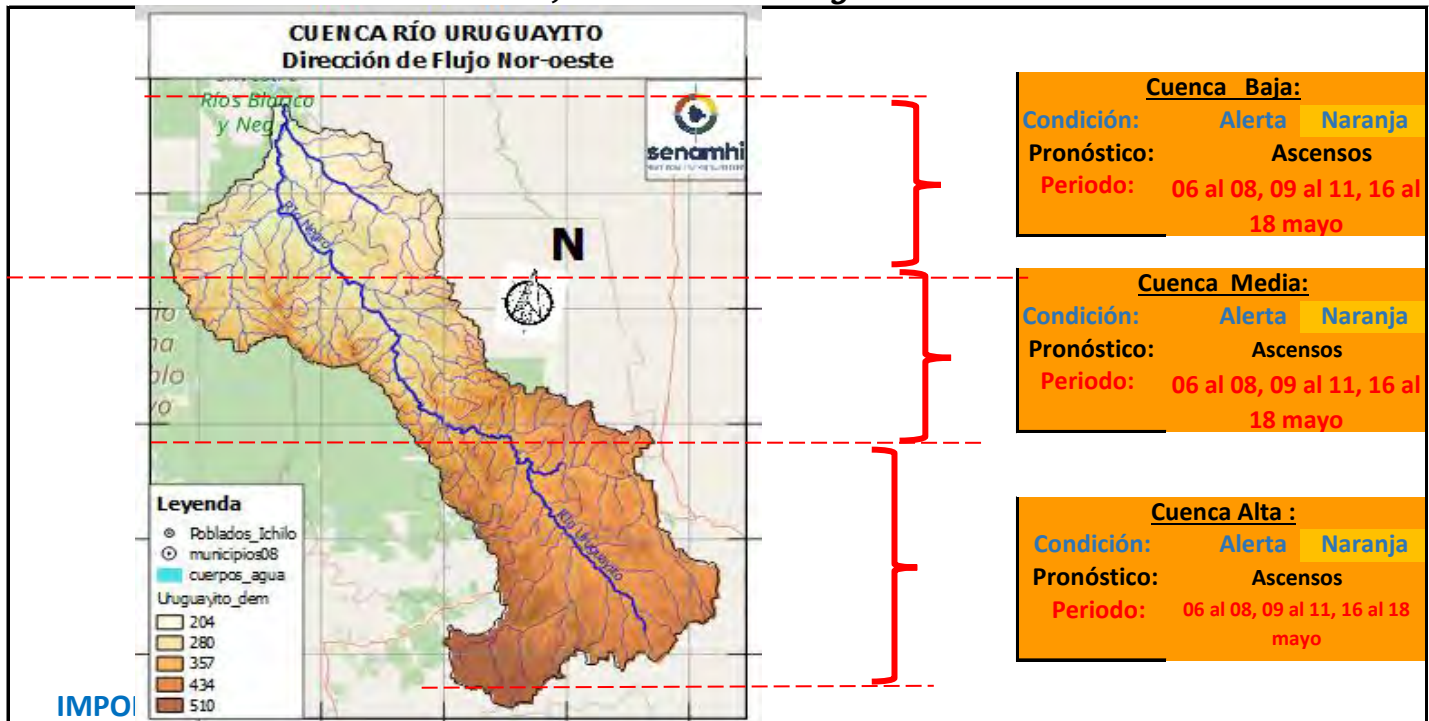 CUENCA RÍO URUGUAYITO
Dirección de Flujo Nor-oeste
Ríos Blanco
y Neg
senamhi
Río Negro
N
Río Uruguayito
Leyenda
Poblados_Ichilo
municipios08
cuerpos_agua
Uruguayito_dem
204
280
357
434
510
Cuenca Baja:
Condición: Alerta Naranja
Pronóstico: Ascensos
Periodo: 06 al 08, 09 al 11, 16 al
18 mayo
Cuenca Media:
Condición: Alerta Naranja
Pronóstico: Ascensos
Periodo: 06 al 08, 09 al 11, 16 al
18 mayo
Cuenca Alta :
Condición: Alerta Naranja
Pronóstico: Ascensos
Periodo: 06 al 08, 09 al 11, 16 al 18
mayo
IMPO